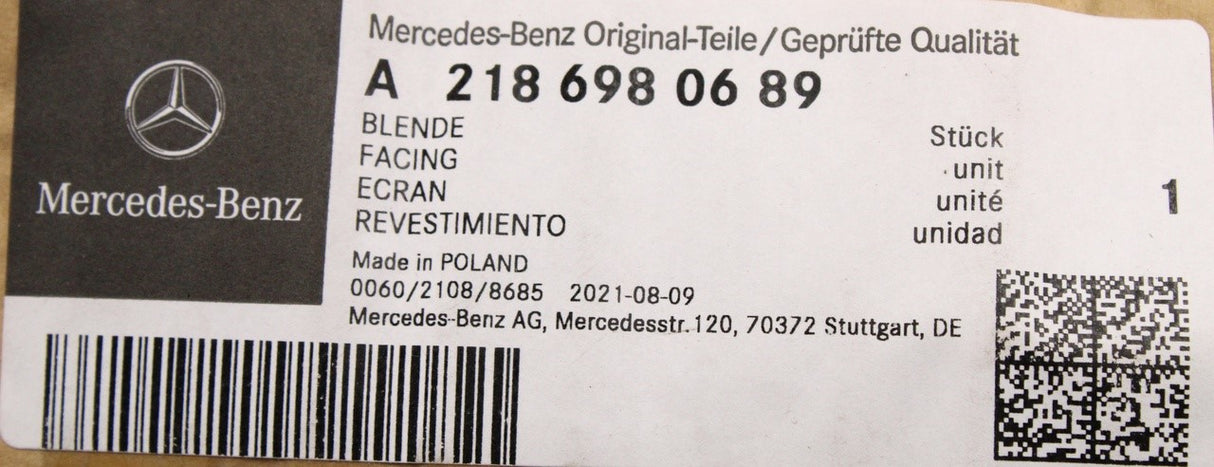 Mercedes-Benz
Mercedes-Benz Original-Teile/Geprüfte Qualität
A 218 698 06 89
BLENDE Stück
FACING unit
ECRAN unité 1
REVESTIMIENTO unidad
Made in POLAND
0060/2108/8685 2021-08-09
Mercedes-Benz AG, Mercedesstr. 120, 70372 Stuttgart, DE